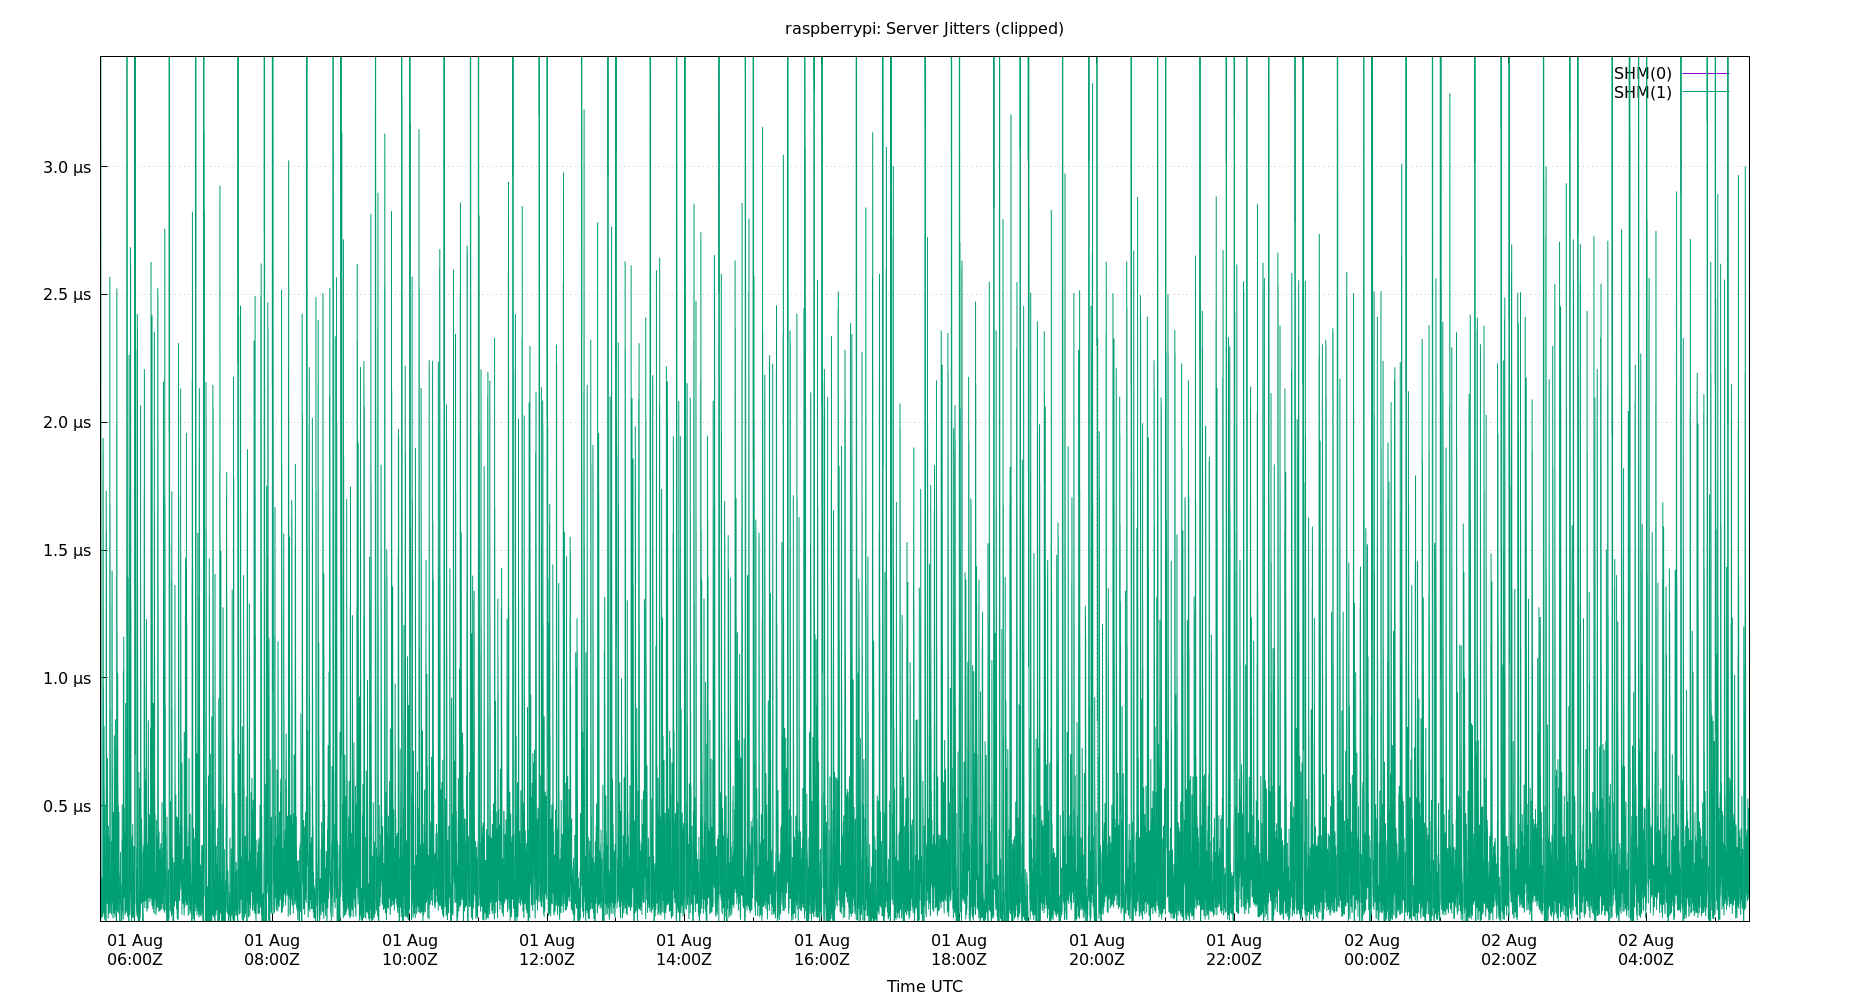 raspberrypi: Server Jitters (clipped)
SHM(0)
SHM(1)
3.0 µs
2.5 µs
2.0 µs
1.5 µs
1.0 µs
0.5 µs
01 Aug 01 Aug 01 Aug 01 Aug 01 Aug 01 Aug 01 Aug 01 Aug 01 Aug 02 Aug 02 Aug 02 Aug
06:00Z 08:00Z 10:00Z 12:00Z 14:00Z 16:00Z 18:00Z 20:00Z 22:00Z 00:00Z 02:00Z 04:00Z
Time UTC